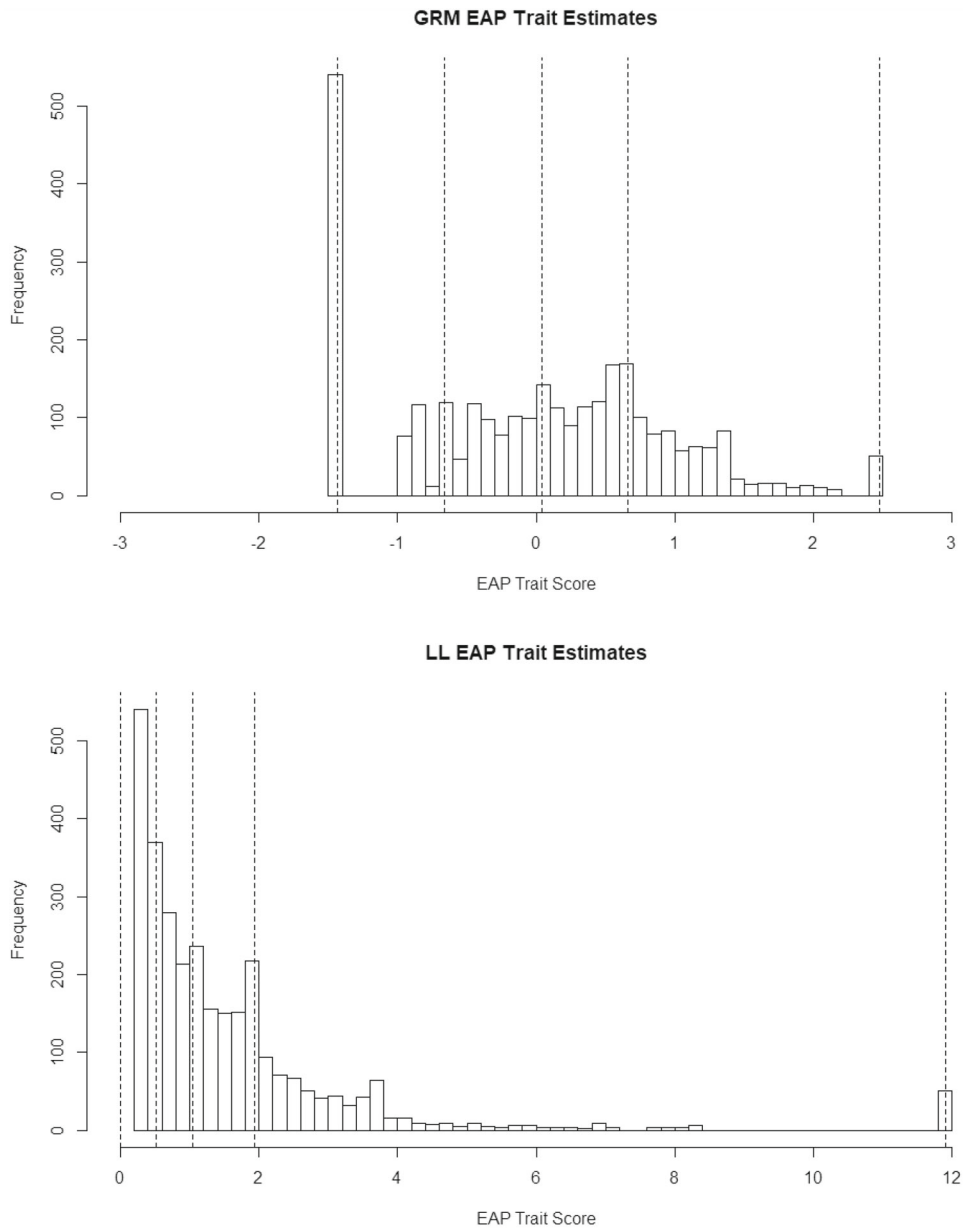 GRM EAP Trait Estimates
Frequency
500
400
300
200
100
0
-3 -2 -1 0 1 2 3
EAP Trait Score
LL EAP Trait Estimates
Frequency
500
400
300
200
100
0
0 2 4 6 8 10 12
EAP Trait Score